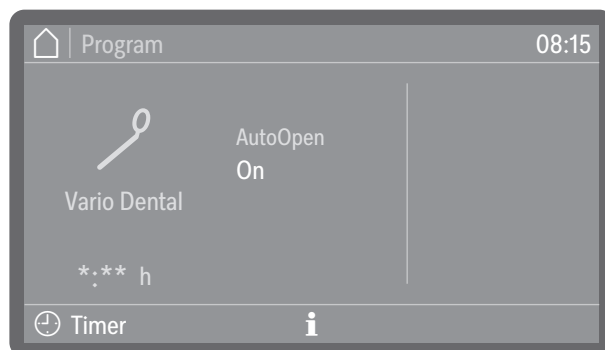 Program 08:15
AutoOpen
On
Vario Dental
*:** h
Timer i